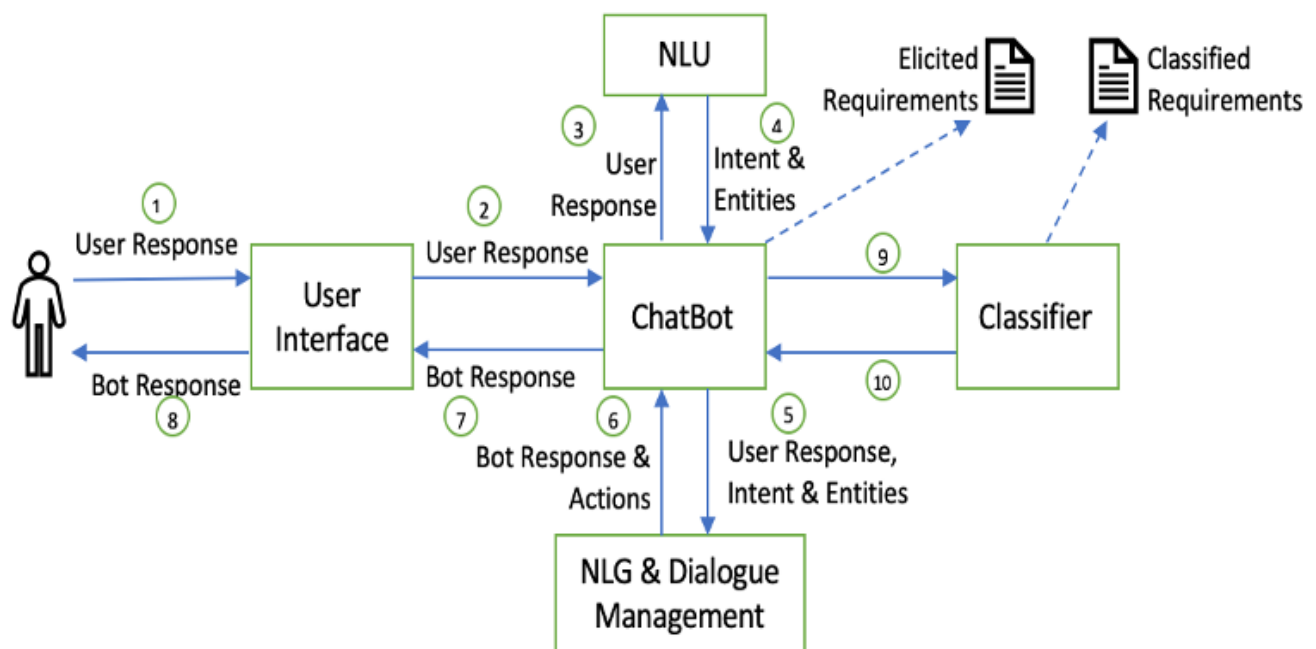 NLU
Elicited
Requirements
Classified
Requirements
3
4
User
Response
Intent &
Entities
1
User Response
2
User Response
9
User
Interface
ChatBot
Classifier
Bot Response
8
Bot Response
7
10
6
5
Bot Response &
Actions
User Response,
Intent & Entities
NLG & Dialogue
Management